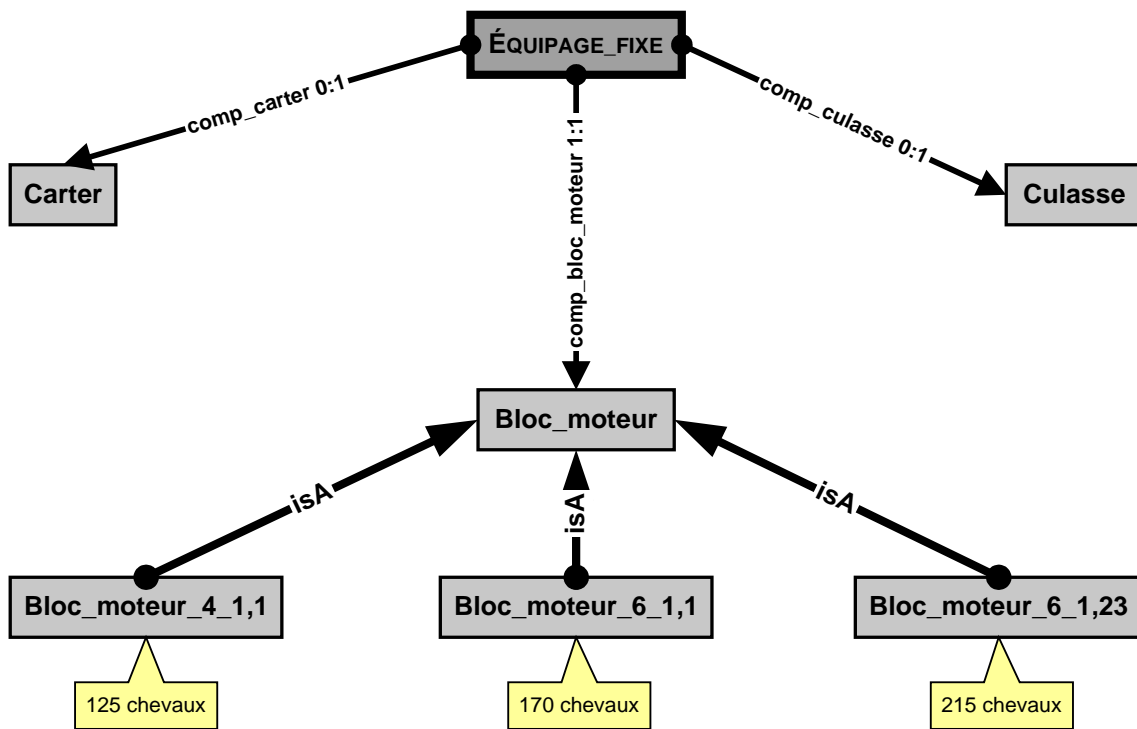 ÉQUIPAGE_FIXE
comp_carter 0:1
comp_culasse 0:1
comp_bloc_moteur 1:1
Carter
Culasse
Bloc_moteur
isA
isA
isA
Bloc_moteur_4_1,1
Bloc_moteur_6_1,1
Bloc_moteur_6_1,23
125 chevaux
170 chevaux
215 chevaux